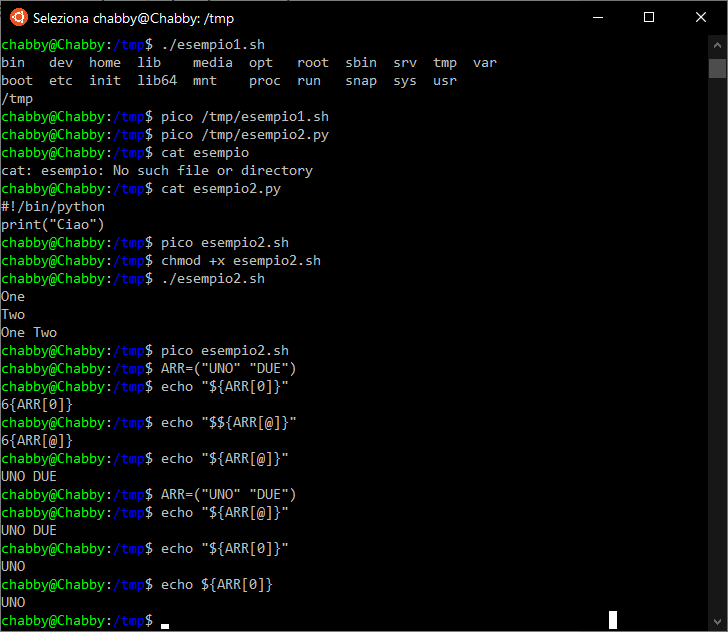 Seleziona chabby@Chabby: /tmp
chabby@Chabby:/tmp$ ./esempio1.sh
bin   dev  home  lib    media  opt   root  sbin  srv  tmp  var
boot  etc  init  lib64  mnt    proc  run   snap  sys  usr
/tmp
chabby@Chabby:/tmp$ pico /tmp/esempio1.sh
chabby@Chabby:/tmp$ pico /tmp/esempio2.py
chabby@Chabby:/tmp$ cat esempio
cat: esempio: No such file or directory
chabby@Chabby:/tmp$ cat esempio2.py
#!/bin/python
print("Ciao")
chabby@Chabby:/tmp$ pico esempio2.sh
chabby@Chabby:/tmp$ chmod +x esempio2.sh
chabby@Chabby:/tmp$ ./esempio2.sh
One
Two
One Two
chabby@Chabby:/tmp$ pico esempio2.sh
chabby@Chabby:/tmp$ ARR=("UNO" "DUE")
chabby@Chabby:/tmp$ echo "${ARR[0]}"
6{ARR[0]}
chabby@Chabby:/tmp$ echo "$${ARR[@]}"
6{ARR[@]}
chabby@Chabby:/tmp$ echo "${ARR[@]}"
UNO DUE
chabby@Chabby:/tmp$ ARR=("UNO" "DUE")
chabby@Chabby:/tmp$ echo "${ARR[@]}"
UNO DUE
chabby@Chabby:/tmp$ echo "${ARR[0]}"
UNO
chabby@Chabby:/tmp$ echo ${ARR[0]}
UNO
chabby@Chabby:/tmp$